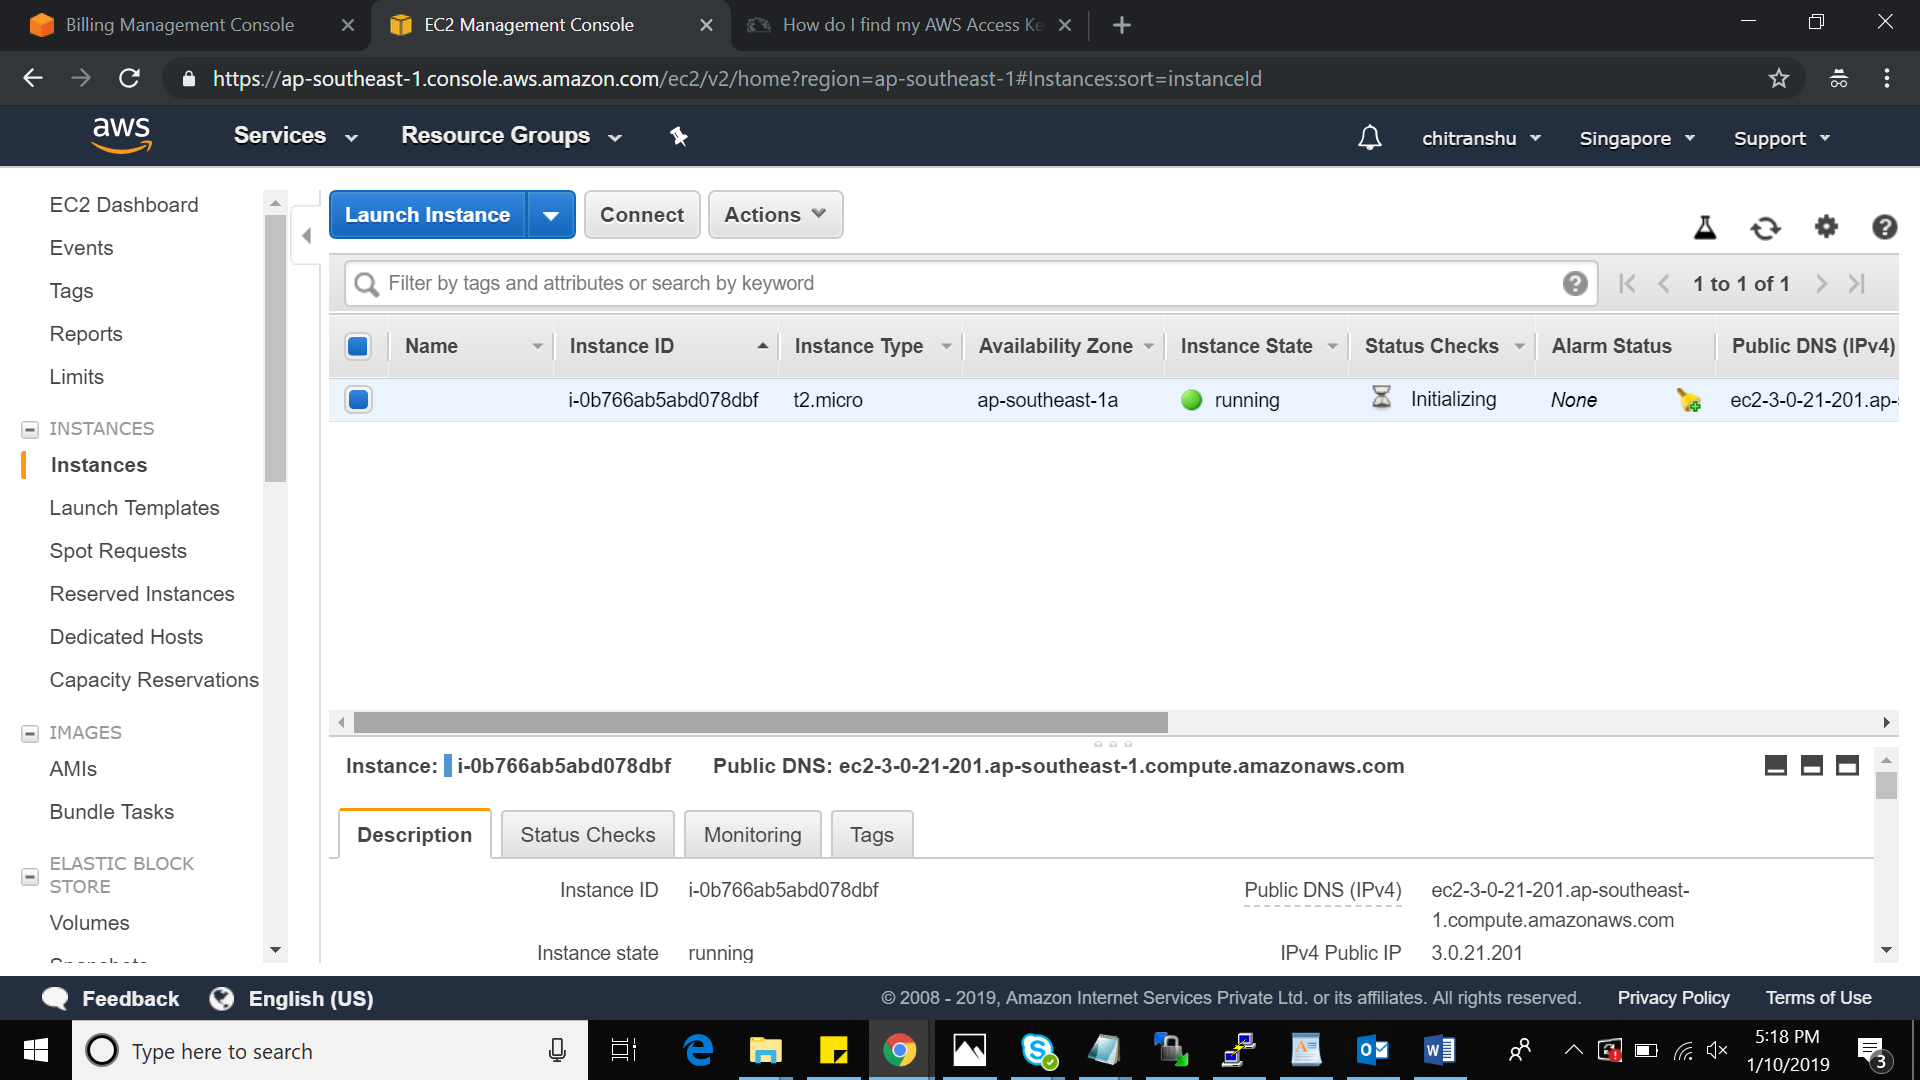 Billing Management Console
EC2 Management Console
How do I find my AWS Access Ke
https://ap-southeast-1.console.aws.amazon.com/ec2/v2/home?region=ap-southeast-1#Instances:sort=instanceId
aws
Services
Resource Groups
chitranshu
Singapore
Support
EC2 Dashboard
Events
Tags
Reports
Limits
INSTANCES
Instances
Launch Templates
Spot Requests
Reserved Instances
Dedicated Hosts
Capacity Reservations
IMAGES
AMIs
Bundle Tasks
ELASTIC BLOCK
STORE
Volumes
Launch Instance
Connect
Actions
Filter by tags and attributes or search by keyword
1 to 1 of 1
Name Instance ID Instance Type Availability Zone Instance State Status Checks Alarm Status Public DNS (IPv4)
i-0b766ab5abd078dbf t2.micro ap-southeast-1a running Initializing None ec2-3-0-21-201.ap-
Instance: i-0b766ab5abd078dbf Public DNS: ec2-3-0-21-201.ap-southeast-1.compute.amazonaws.com
Description
Status Checks
Monitoring
Tags
Instance ID i-0b766ab5abd078dbf
Public DNS (IPv4) ec2-3-0-21-201.ap-southeast-
1.compute.amazonaws.com
Instance state running
IPv4 Public IP 3.0.21.201
Feedback
English (US)
© 2008 - 2019, Amazon Internet Services Private Ltd. or its affiliates. All rights reserved.
Privacy Policy
Terms of Use
Type here to search
5:18 PM
1/10/2019
3